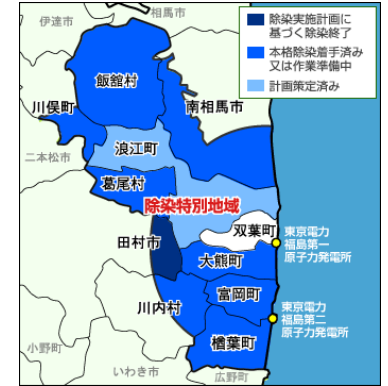 伊達市
相馬市
除染実施計画に
基づく除染終了
本格除染着手済み
又は作業準備中
計画策定済み
飯舘村
川俣町
南相馬市
二本松市
浪江町
葛尾村
除染特別地域
双葉町
田村市
東京電力
福島第一
原子力発電所
大熊町
富岡町
川内村
東京電力
福島第二
原子力発電所
楢葉町
小野町
いわき市
広野町